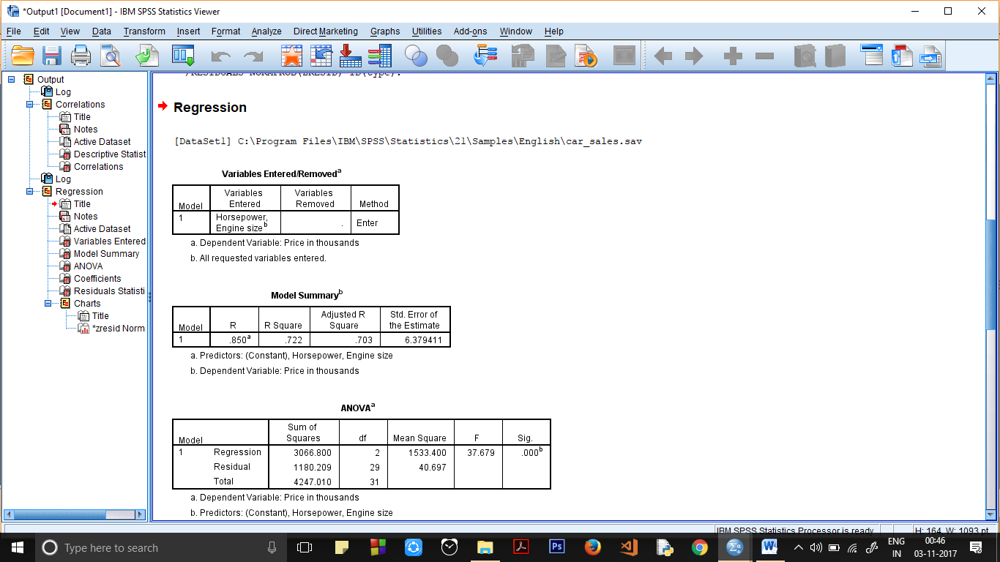 *Output1 [Document1] - IBM SPSS Statistics Viewer
File Edit View Data Transform Insert Format Analyze Direct Marketing Graphs Utilities Add-ons Window Help
Output
Log
Correlations
Title
Notes
Active Dataset
Descriptive Statist
Correlations
Log
Regression
Title
Notes
Active Dataset
Variables Entered
Model Summary
ANOVA
Coefficients
Residuals Statisti
Charts
Title
*zresid Norm
/RESIDUALS NORMPROB(ZRESID) ID(type).
Regression
[DataSet1] C:\Program Files\IBM\SPSS\Statistics\21\Samples\English\car_sales.sav
Variables Entered/Removed^a
Model Variables Entered Variables Removed Method
1 Horsepower, Engine size^b . Enter
a. Dependent Variable: Price in thousands
b. All requested variables entered.
Model Summary^b
Model R R Square Adjusted R Square Std. Error of the Estimate
1 .850^a .722 .703 6.379411
a. Predictors: (Constant), Horsepower, Engine size
b. Dependent Variable: Price in thousands
ANOVA^a
Model Sum of Squares df Mean Square F Sig.
1 Regression 3066.800 2 1533.400 37.679 .000^b
Residual 1180.209 29 40.697
Total 4247.010 31
a. Dependent Variable: Price in thousands
b. Predictors: (Constant), Horsepower, Engine size
IBM SPSS Statistics Processor is ready H: 164, W: 1093 pt.
Type here to search
Ps
W
ENG
IN
00:46
03-11-2017